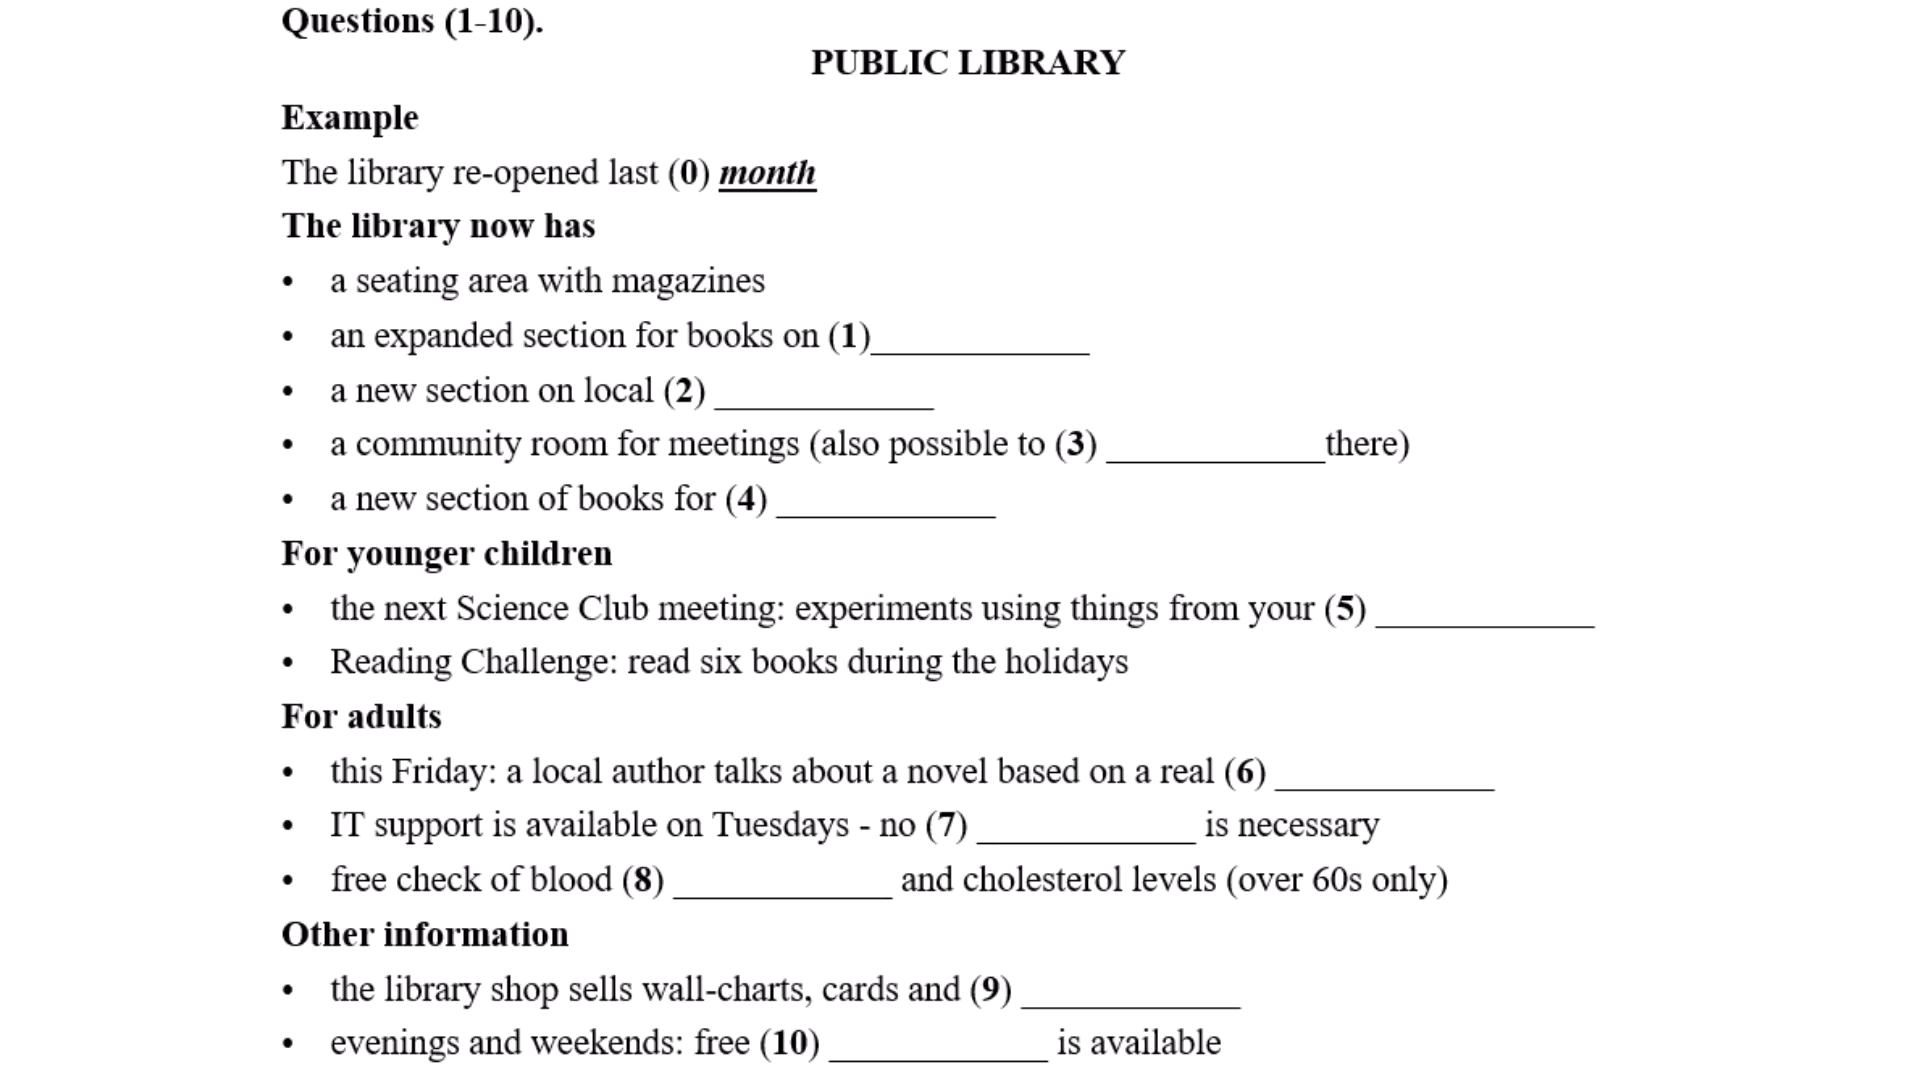 Questions (1-10).
PUBLIC LIBRARY
Example
The library re-opened last (0) month
The library now has
• a seating area with magazines
• an expanded section for books on (1)____________
• a new section on local (2) ____________
• a community room for meetings (also possible to (3) ____________there)
• a new section of books for (4) ____________
For younger children
• the next Science Club meeting: experiments using things from your (5) ____________
• Reading Challenge: read six books during the holidays
For adults
• this Friday: a local author talks about a novel based on a real (6) ____________
• IT support is available on Tuesdays - no (7) ____________ is necessary
• free check of blood (8) ____________ and cholesterol levels (over 60s only)
Other information
• the library shop sells wall-charts, cards and (9) ____________
• evenings and weekends: free (10) ____________ is available